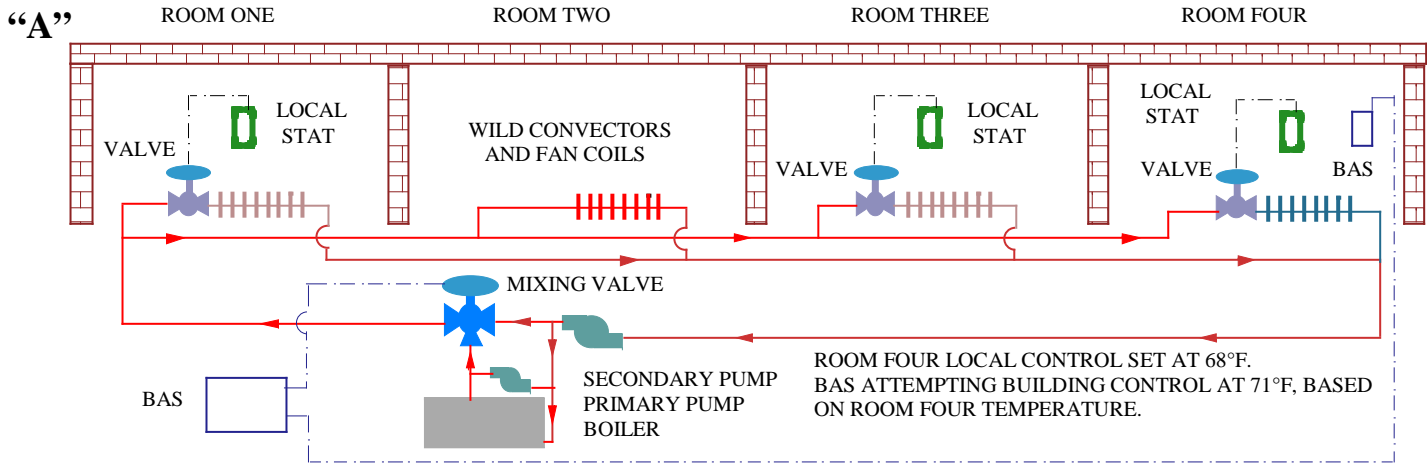 “A”
ROOM ONE
ROOM TWO
ROOM THREE
ROOM FOUR
LOCAL
STAT
VALVE
WILD CONVECTORS
AND FAN COILS
LOCAL
STAT
VALVE
LOCAL
STAT
VALVE
BAS
MIXING VALVE
BAS
SECONDARY PUMP
PRIMARY PUMP
BOILER
ROOM FOUR LOCAL CONTROL SET AT 68°F.
BAS ATTEMPTING BUILDING CONTROL AT 71°F, BASED
ON ROOM FOUR TEMPERATURE.